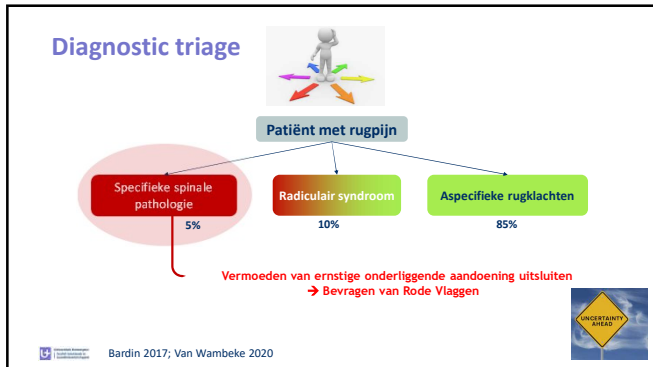 Diagnostic triage
Patiënt met rugpijn
Specifieke spinale
pathologie
5%
Radiculair syndroom
10%
Aspecifieke rugklachten
85%
Vermoeden van ernstige onderliggende aandoening uitsluiten
➔ Bevragen van Rode Vlaggen
UNCERTAINTY
AHEAD
Bardin 2017; Van Wambeke 2020